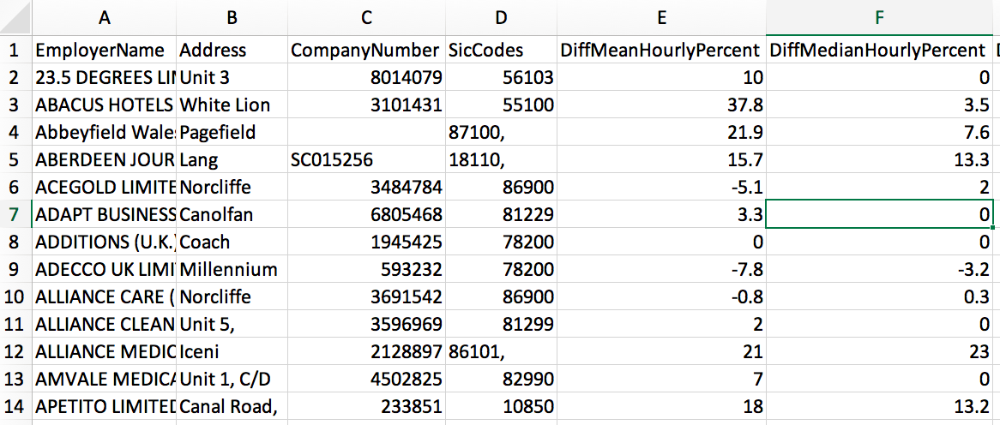 A B C D E F
1 EmployerName Address CompanyNumber SicCodes DiffMeanHourlyPercent DiffMedianHourlyPercent
2 23.5 DEGREES Unit 3 8014079 56103 10 0
3 ABACUS HOTELS White Lion 3101431 55100 37.8 3.5
4 Abbeyfield Wale Pagefield 87100, 21.9 7.6
5 ABERDEEN JOUR Lang SC015256 18110, 15.7 13.3
6 ACEGOLD LIMITE Norcliffe 3484784 86900 -5.1 2
7 ADAPT BUSINESS Canolfan 6805468 81229 3.3 0
8 ADDITIONS (U.K.) Coach 1945425 78200 0 0
9 ADECCO UK LIMI Millennium 593232 78200 -7.8 -3.2
10 ALLIANCE CARE ( Norcliffe 3691542 86900 -0.8 0.3
11 ALLIANCE CLEAN Unit 5, 3596969 81299 2 0
12 ALLIANCE MEDIC Iceni 2128897 86101, 21 23
13 AMVALE MEDICA Unit 1, C/D 4502825 82990 7 0
14 APETITO LIMITED Canal Road, 233851 10850 18 13.2